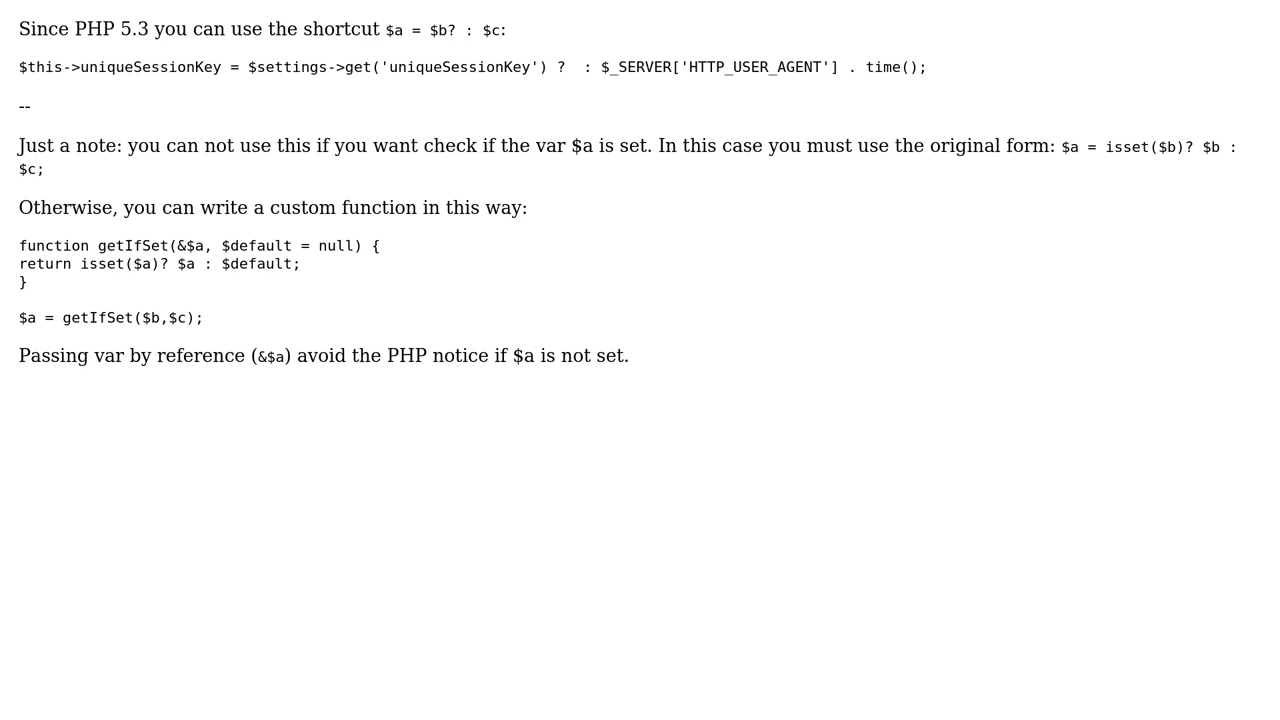 Since PHP 5.3 you can use the shortcut $a = $b? : $c:
$this->uniqueSessionKey = $settings->get('uniqueSessionKey') ?  : $_SERVER['HTTP_USER_AGENT'] . time();
--
Just a note: you can not use this if you want check if the var $a is set. In this case you must use the original form: $a = isset($b)? $b :
$c;
Otherwise, you can write a custom function in this way:
function getIfSet(&$a, $default = null) {
return isset($a)? $a : $default;
}
$a = getIfSet($b,$c);
Passing var by reference (&$a) avoid the PHP notice if $a is not set.